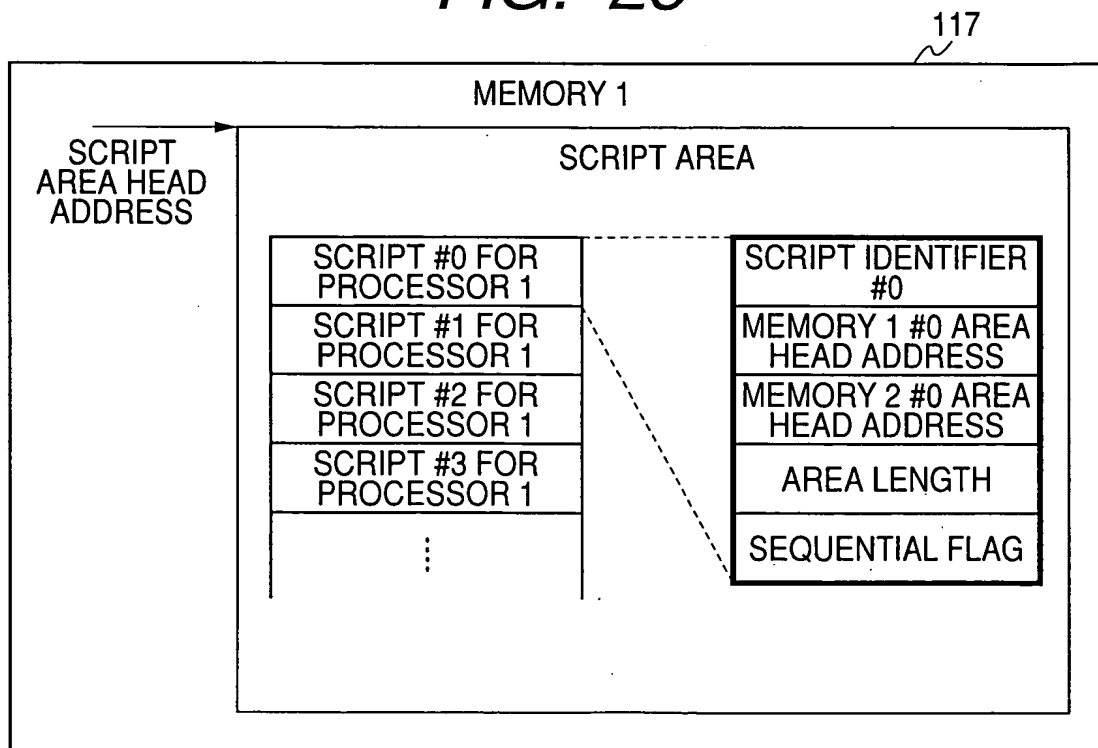 117
MEMORY 1
SCRIPT
AREA HEAD
ADDRESS
SCRIPT AREA
SCRIPT #0 FOR
PROCESSOR 1
SCRIPT #1 FOR
PROCESSOR 1
SCRIPT #2 FOR
PROCESSOR 1
SCRIPT #3 FOR
PROCESSOR 1
SCRIPT IDENTIFIER
#0
MEMORY 1 #0 AREA
HEAD ADDRESS
MEMORY 2 #0 AREA
HEAD ADDRESS
AREA LENGTH
SEQUENTIAL FLAG